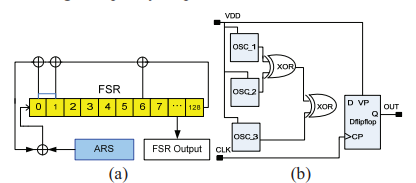 FSR
0 1 2 3 4 5 6 7 ... 128
ARS
FSR Output
(a)
VDD
OSC_1
XOR
OSC_2
XOR
OSC_3
D VP
Q
Dflipflop
CP
OUT
CLK
(b)